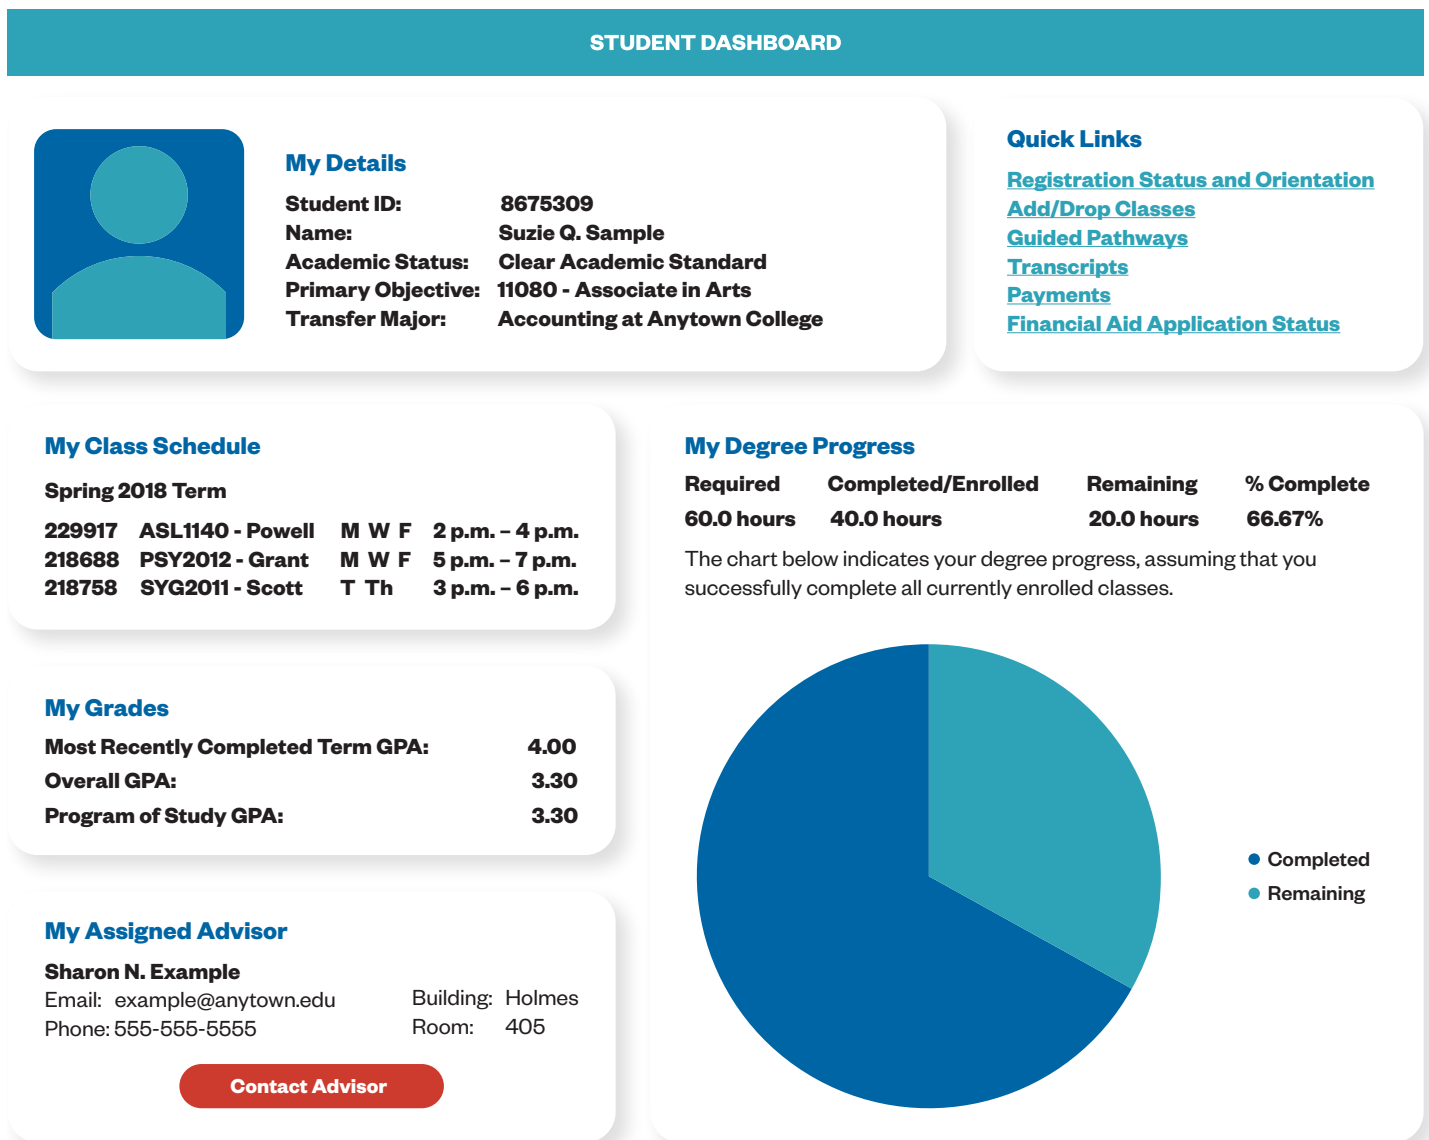 STUDENT DASHBOARD
My Details
Student ID: 8675309
Name: Suzie Q. Sample
Academic Status: Clear Academic Standard
Primary Objective: 11080 - Associate in Arts
Transfer Major: Accounting at Anytown College
Quick Links
Registration Status and Orientation
Add/Drop Classes
Guided Pathways
Transcripts
Payments
Financial Aid Application Status
My Class Schedule
Spring 2018 Term
229917 ASL1140 - Powell M W F 2 p.m. – 4 p.m.
218688 PSY2012 - Grant M W F 5 p.m. – 7 p.m.
218758 SYG2011 - Scott T Th 3 p.m. – 6 p.m.
My Grades
Most Recently Completed Term GPA: 4.00
Overall GPA: 3.30
Program of Study GPA: 3.30
My Assigned Advisor
Sharon N. Example
Email: example@anytown.edu Building: Holmes
Phone: 555-555-5555 Room: 405
Contact Advisor
My Degree Progress
Required Completed/Enrolled Remaining % Complete
60.0 hours 40.0 hours 20.0 hours 66.67%
The chart below indicates your degree progress, assuming that you
successfully complete all currently enrolled classes.
Completed
Remaining